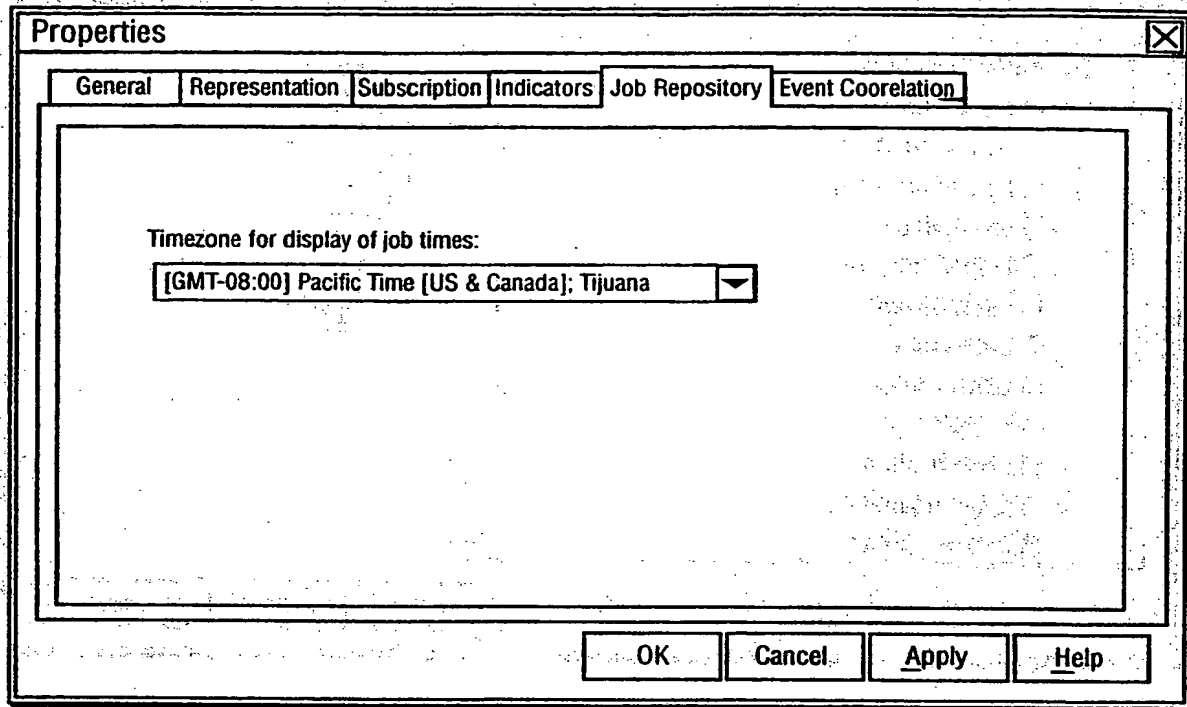 Properties
General Representation Subscription Indicators Job Repository Event Coorelation
Timezone for display of job times:
[GMT-08:00] Pacific Time [US & Canada]; Tijuana
OK Cancel Apply Help